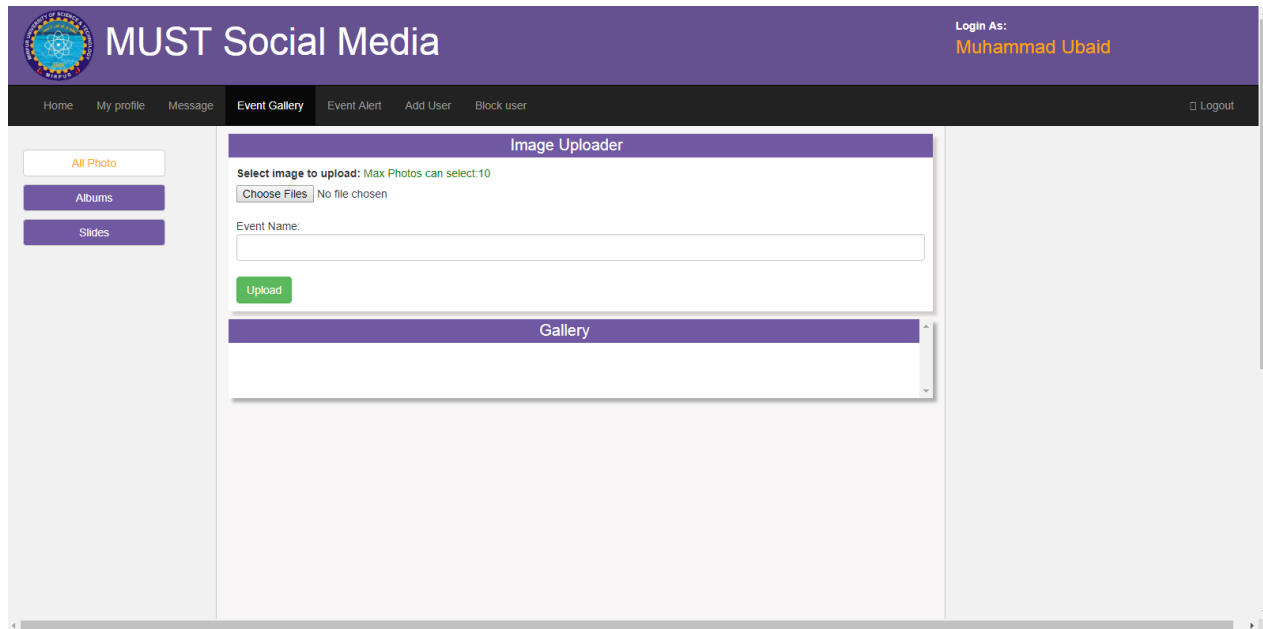 MUST Social Media
Login As:
Muhammad Ubaid
Home My profile Message Event Gallery Event Alert Add User Block user Logout
All Photo
Albums
Slides
Image Uploader
Select image to upload: Max Photos can select:10
Choose Files No file chosen
Event Name:
Upload
Gallery